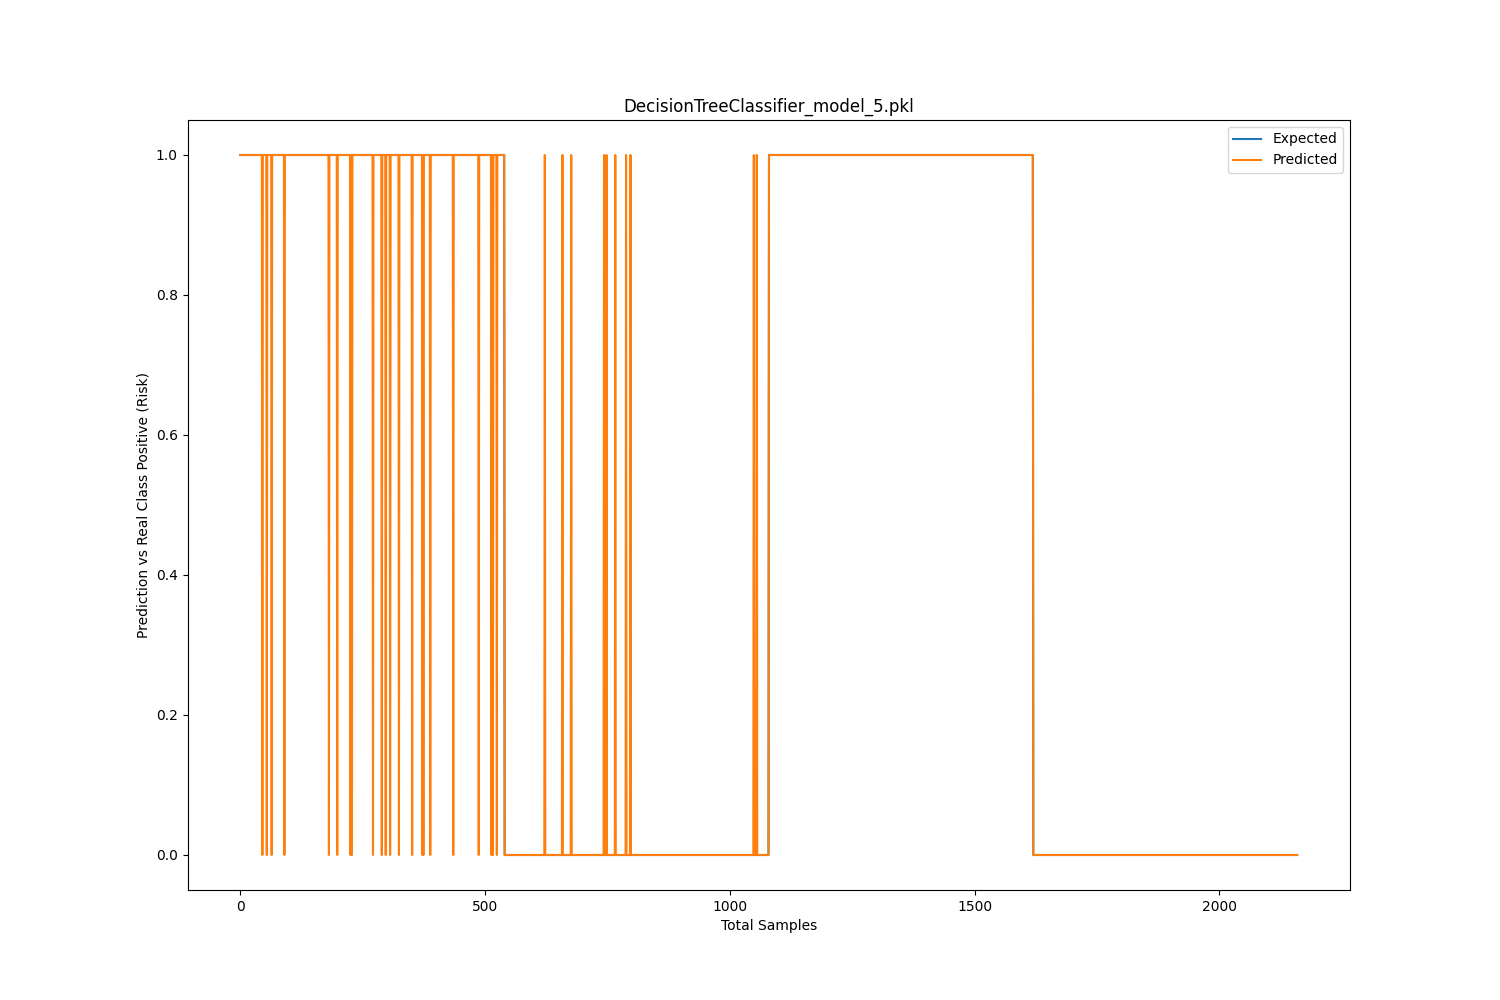 DecisionTreeClassifier_model_5.pkl
Expected
Predicted
Prediction vs Real Class Positive (Risk)
1.0
0.8
0.6
0.4
0.2
0.0
0 500 1000 1500 2000
Total Samples